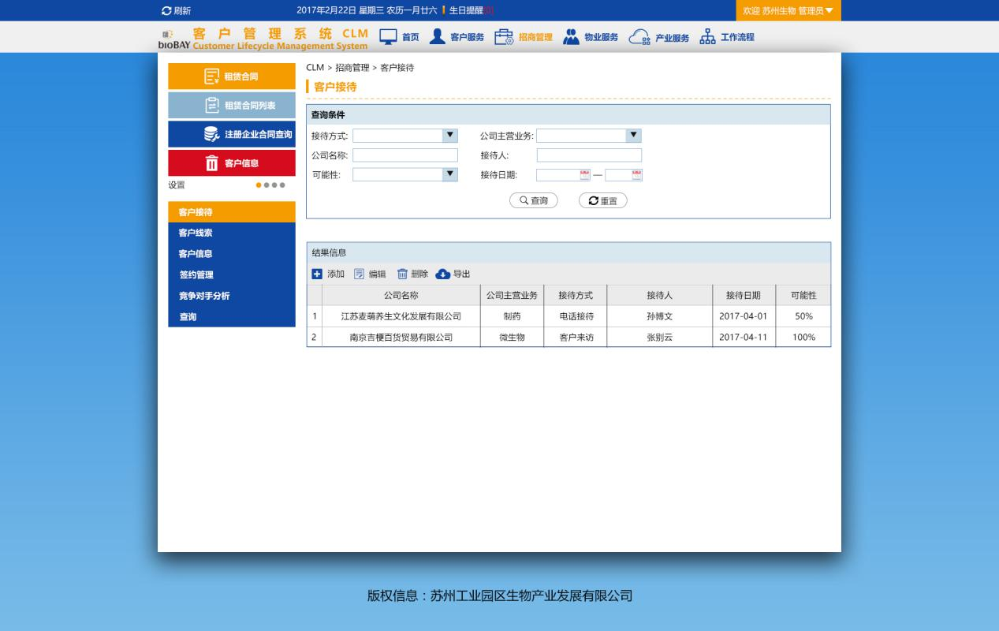 刷新 2017年2月22日 星期三 农历一月廿六 生日提醒[0] 欢迎 苏州生物 管理员
bioBAY 客户管理系统 CLM 首页 客户服务 招商管理 物业服务 产业服务 工作流程
Customer Lifecycle Management System
CLM > 招商管理 > 客户接待
租赁合同
租赁合同列表
注册企业合同查询
客户信息
设置
客户接待
客户线索
客户信息
签约管理
竞争对手分析
查询
客户接待
查询条件
接待方式: 公司主营业务:
公司名称: 接待人:
可能性: 接待日期: —
查询 重置
结果信息
添加 编辑 删除 导出
公司名称 公司主营业务 接待方式 接待人 接待日期 可能性
1 江苏麦萌养生文化发展有限公司 制药 电话接待 孙博文 2017-04-01 50%
2 南京吉梗百货贸易有限公司 微生物 客户来访 张别云 2017-04-11 100%
版权信息：苏州工业园区生物产业发展有限公司